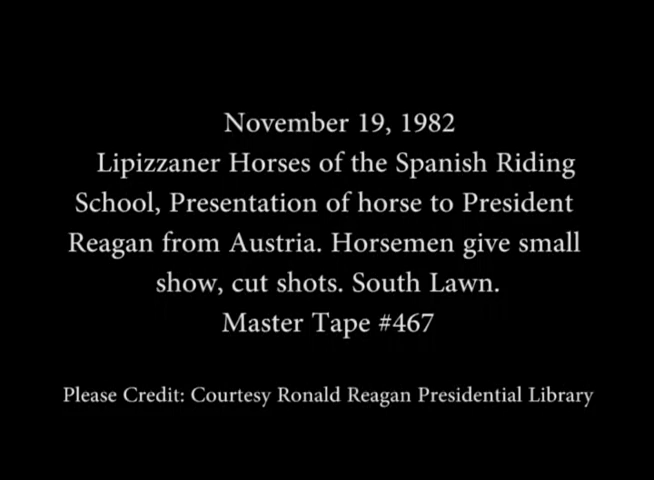 November 19, 1982
Lipizzaner Horses of the Spanish Riding
School, Presentation of horse to President
Reagan from Austria. Horsemen give small
show, cut shots. South Lawn.
Master Tape #467
Please Credit: Courtesy Ronald Reagan Presidential Library